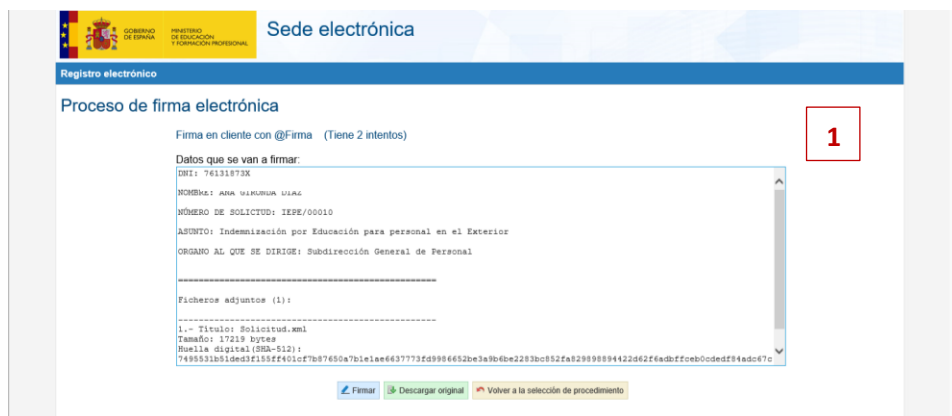 GOBIERNO
DE ESPAÑA
MINISTERIO
DE EDUCACIÓN
Y FORMACIÓN PROFESIONAL
Sede electrónica
Registro electrónico
Proceso de firma electrónica
Firma en cliente con @Firma (Tiene 2 intentos)
1
Datos que se van a firmar:
DNI: 76131873X
NOMBRE: ANA GIRONDA DIAZ
NÚMERO DE SOLICTUD: IEPE/00010
ASUNTO: Indemnización por Educación para personal en el Exterior
ORGANO AL QUE SE DIRIGE: Subdirección General de Personal
==================================================
Ficheros adjuntos (1):
--------------------------------------------------
1.- Titulo: Solicitud.xml
Tamaño: 17219 bytes
Huella digital(SHA-512):
Firmar Descargar original Volver a la selección de procedimiento